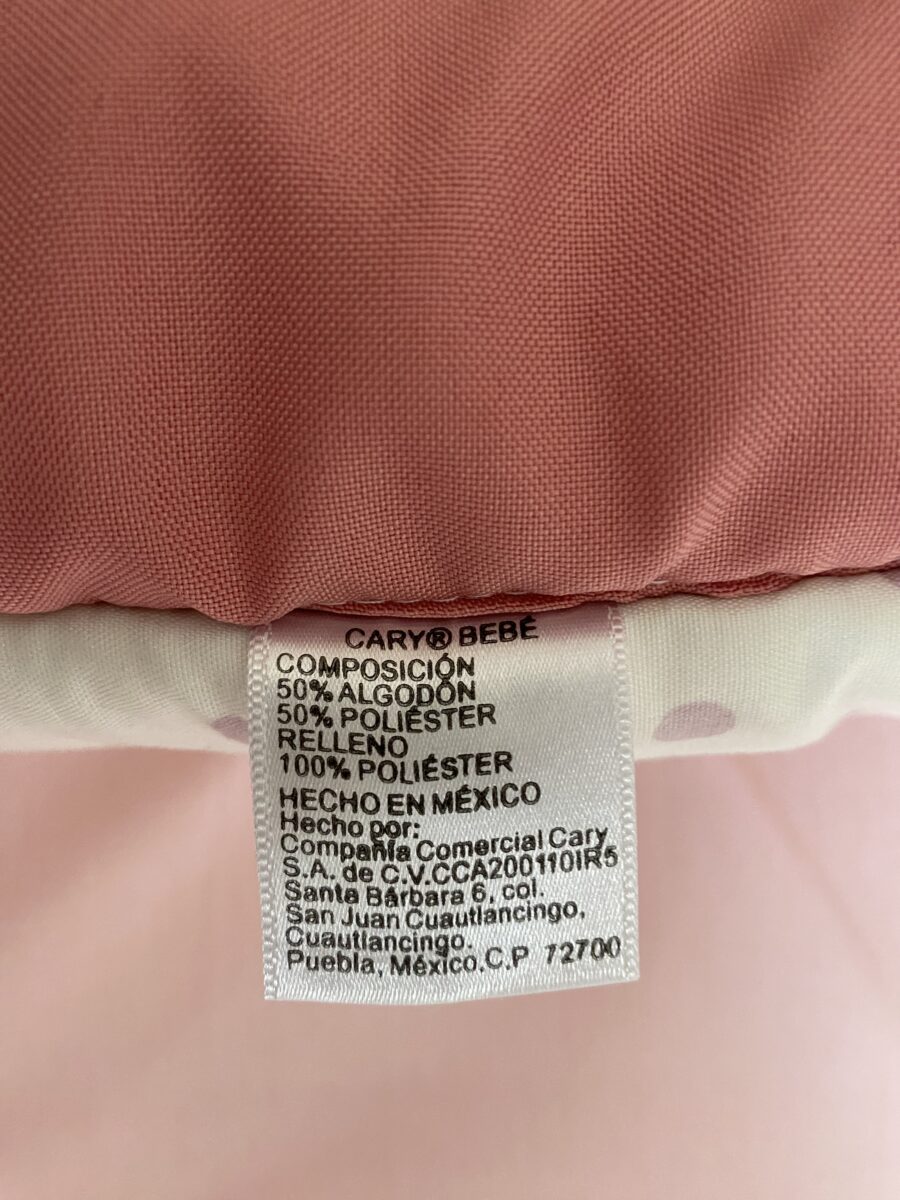 CARY® BEBÉ
COMPOSICIÓN
50% ALGODÓN
50% POLIÉSTER
RELLENO
100% POLIÉSTER
HECHO EN MÉXICO
Hecho por:
Compañía Comercial Cary
S.A. de C.V.CCA200110IR5
Santa Bárbara 6, col.
San Juan Cuautlancingo,
Cuautlancingo.
Puebla, México.C.P 72700